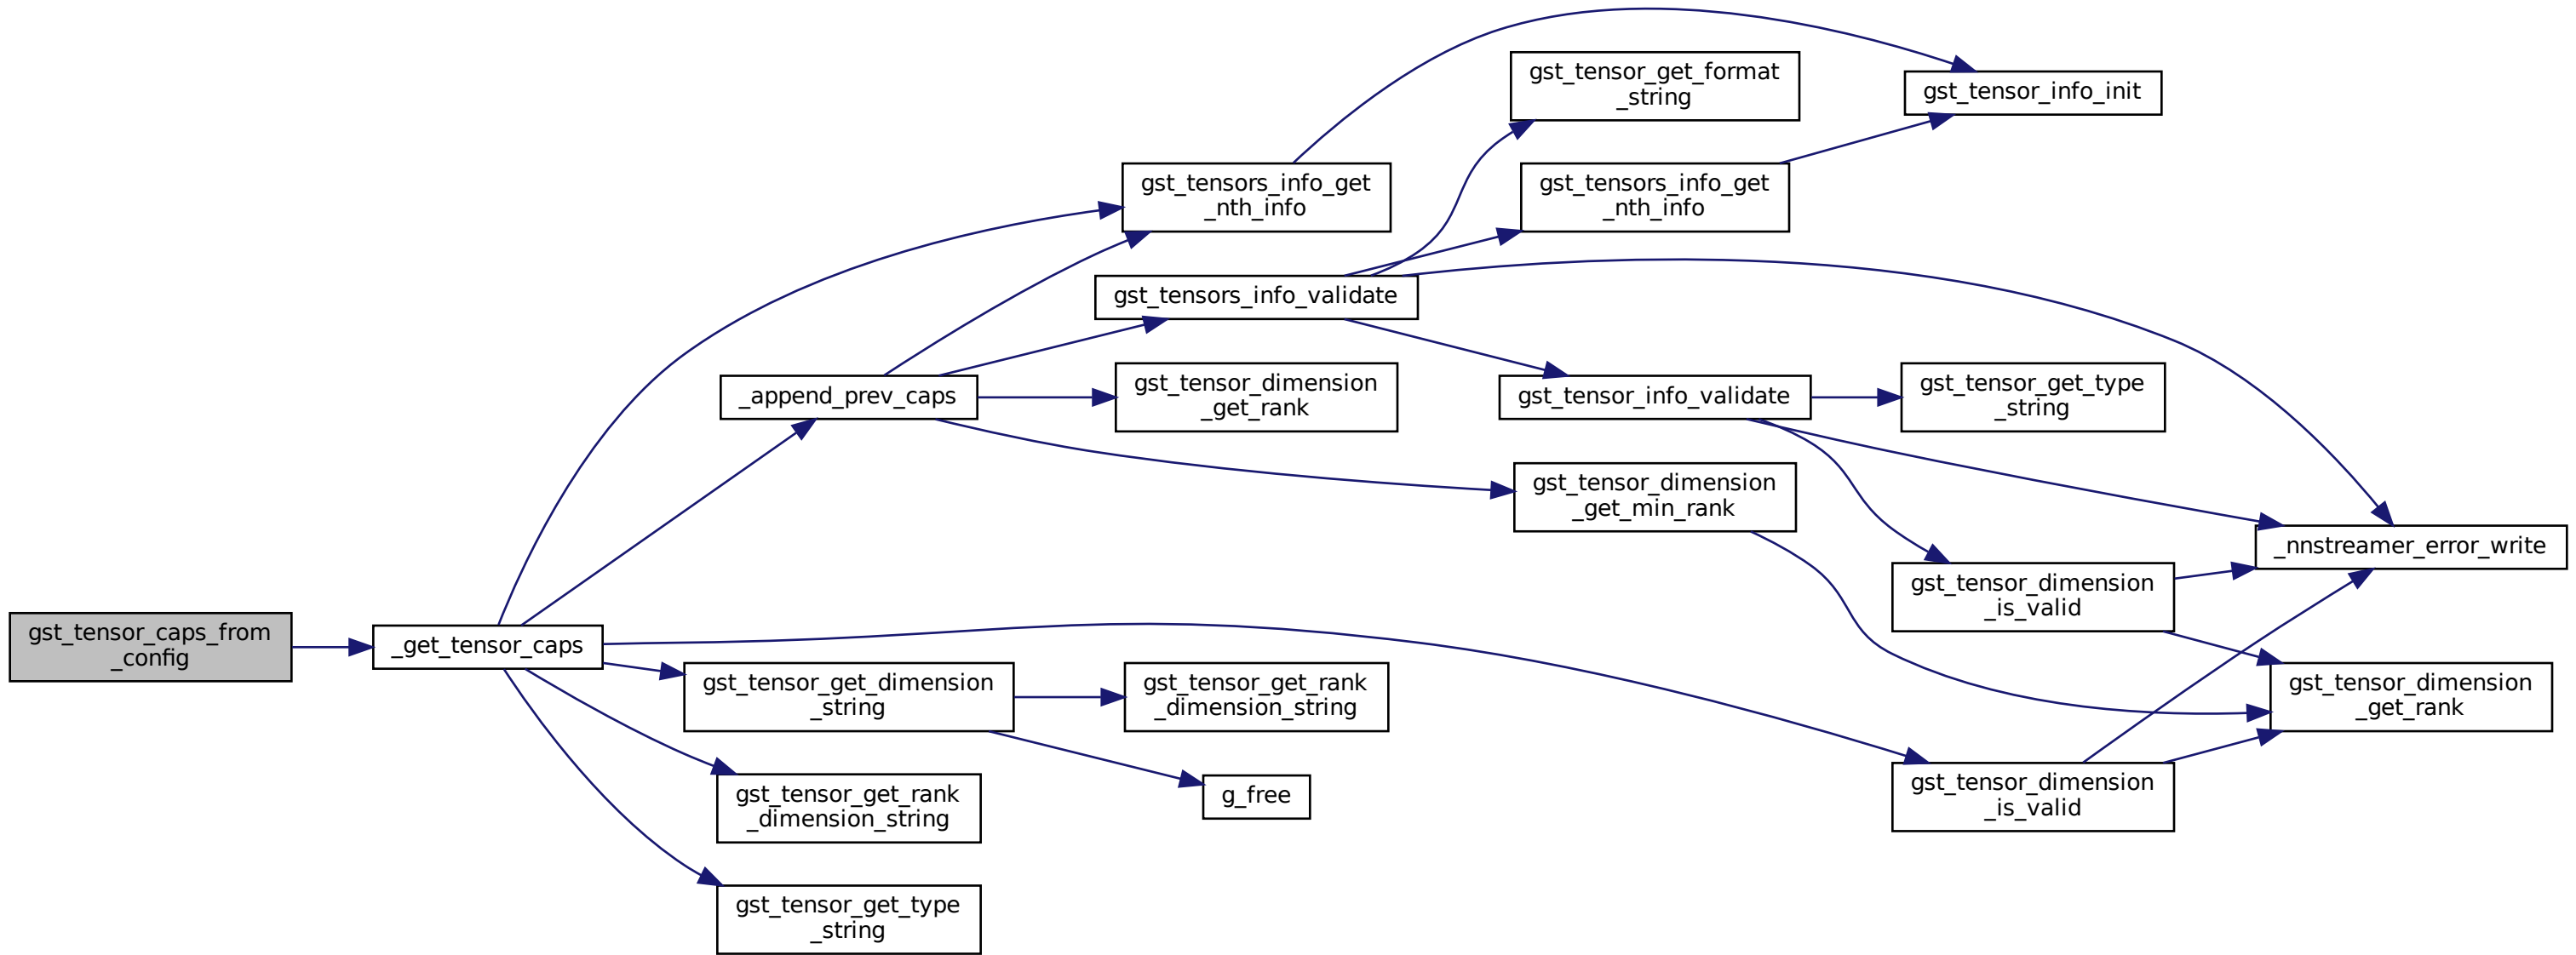 gst_tensor_caps_from
_config
_get_tensor_caps
_append_prev_caps
gst_tensor_get_dimension
_string
gst_tensor_get_rank
_dimension_string
gst_tensor_get_type
_string
gst_tensors_info_get
_nth_info
gst_tensors_info_validate
gst_tensor_dimension
_get_rank
gst_tensor_get_rank
_dimension_string
g_free
gst_tensor_get_format
_string
gst_tensors_info_get
_nth_info
gst_tensor_info_validate
gst_tensor_dimension
_get_min_rank
gst_tensor_info_init
gst_tensor_get_type
_string
gst_tensor_dimension
_is_valid
gst_tensor_dimension
_is_valid
_nnstreamer_error_write
gst_tensor_dimension
_get_rank